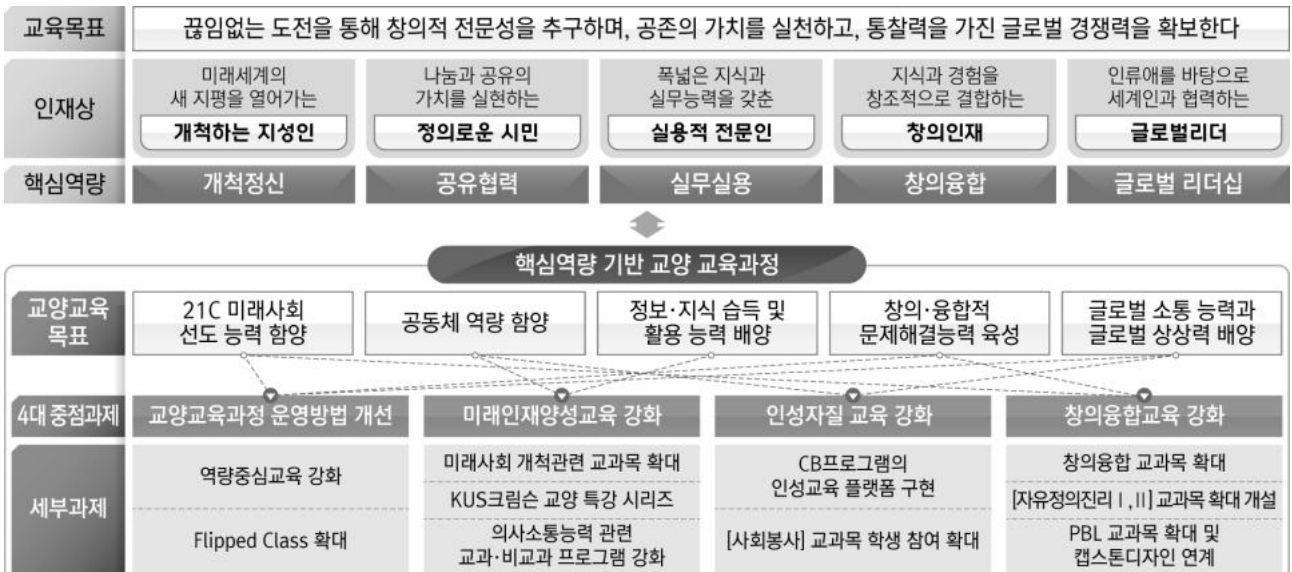 교육목표
끊임없는 도전을 통해 창의적 전문성을 추구하며, 공존의 가치를 실천하고, 통찰력을 가진 글로벌 경쟁력을 확보한다
인재상
미래세계의
새 지평을 열어가는
개척하는 지성인
나눔과 공유의
가치를 실현하는
정의로운 시민
폭넓은 지식과
실무능력을 갖춘
실용적 전문인
지식과 경험을
창조적으로 결합하는
창의인재
인류애를 바탕으로
세계인과 협력하는
글로벌리더
핵심역량
개척정신
공유협력
실무실용
창의융합
글로벌 리더십
핵심역량 기반 교양 교육과정
교양교육
목표
21C 미래사회
선도 능력 함양
공동체 역량 함양
정보·지식 습득 및
활용 능력 배양
창의·융합적
문제해결능력 육성
글로벌 소통 능력과
글로벌 상상력 배양
4대 중점과제
교양교육과정 운영방법 개선
미래인재양성교육 강화
인성자질 교육 강화
창의융합교육 강화
세부과제
역량중심교육 강화
Flipped Class 확대
미래사회 개척관련 교과목 확대
KUS크림슨 교양 특강 시리즈
의사소통능력 관련
교과·비교과 프로그램 강화
CB프로그램의
인성교육 플랫폼 구현
[사회봉사] 교과목 학생 참여 확대
창의융합 교과목 확대
[자유정의진리Ⅰ,Ⅱ] 교과목 확대 개설
PBL 교과목 확대 및
캡스톤디자인 연계